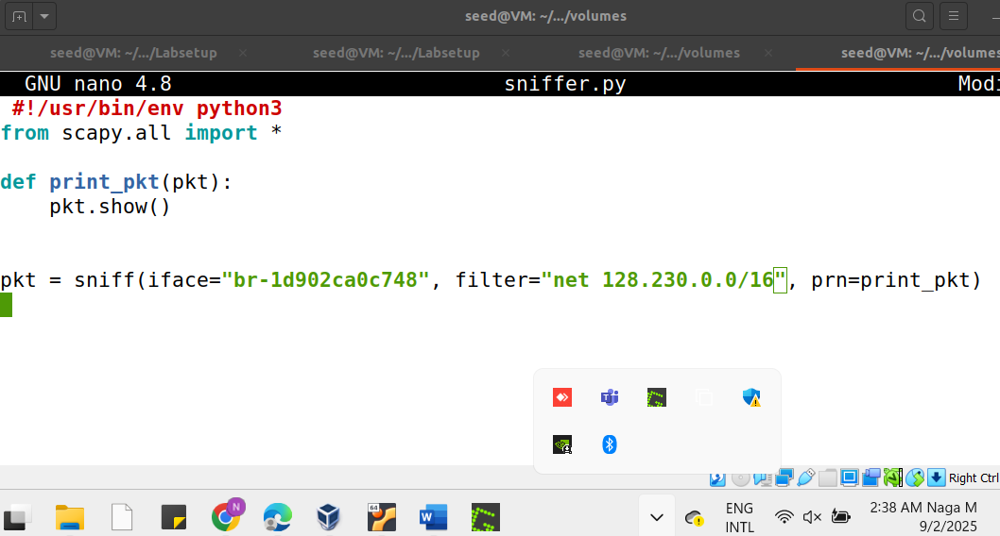 seed@VM: ~/.../volumes
seed@VM: ~/.../Labsetup × seed@VM: ~/.../Labsetup × seed@VM: ~/.../volumes × seed@VM: ~/.../volumes
GNU nano 4.8 sniffer.py Modi
#!/usr/bin/env python3
from scapy.all import *
def print_pkt(pkt):
    pkt.show()
pkt = sniff(iface="br-1d902ca0c748", filter="net 128.230.0.0/16", prn=print_pkt)
Right Ctrl
N
64
ENG
INTL
2:38 AM Naga M
9/2/2025